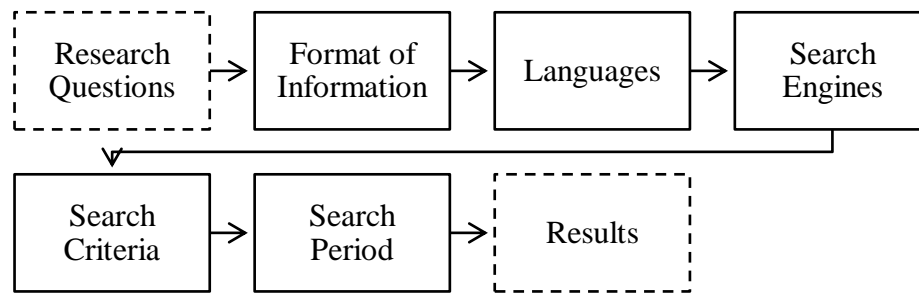 Research
Questions
Format of
Information
Languages
Search
Engines
Search
Criteria
Search
Period
Results